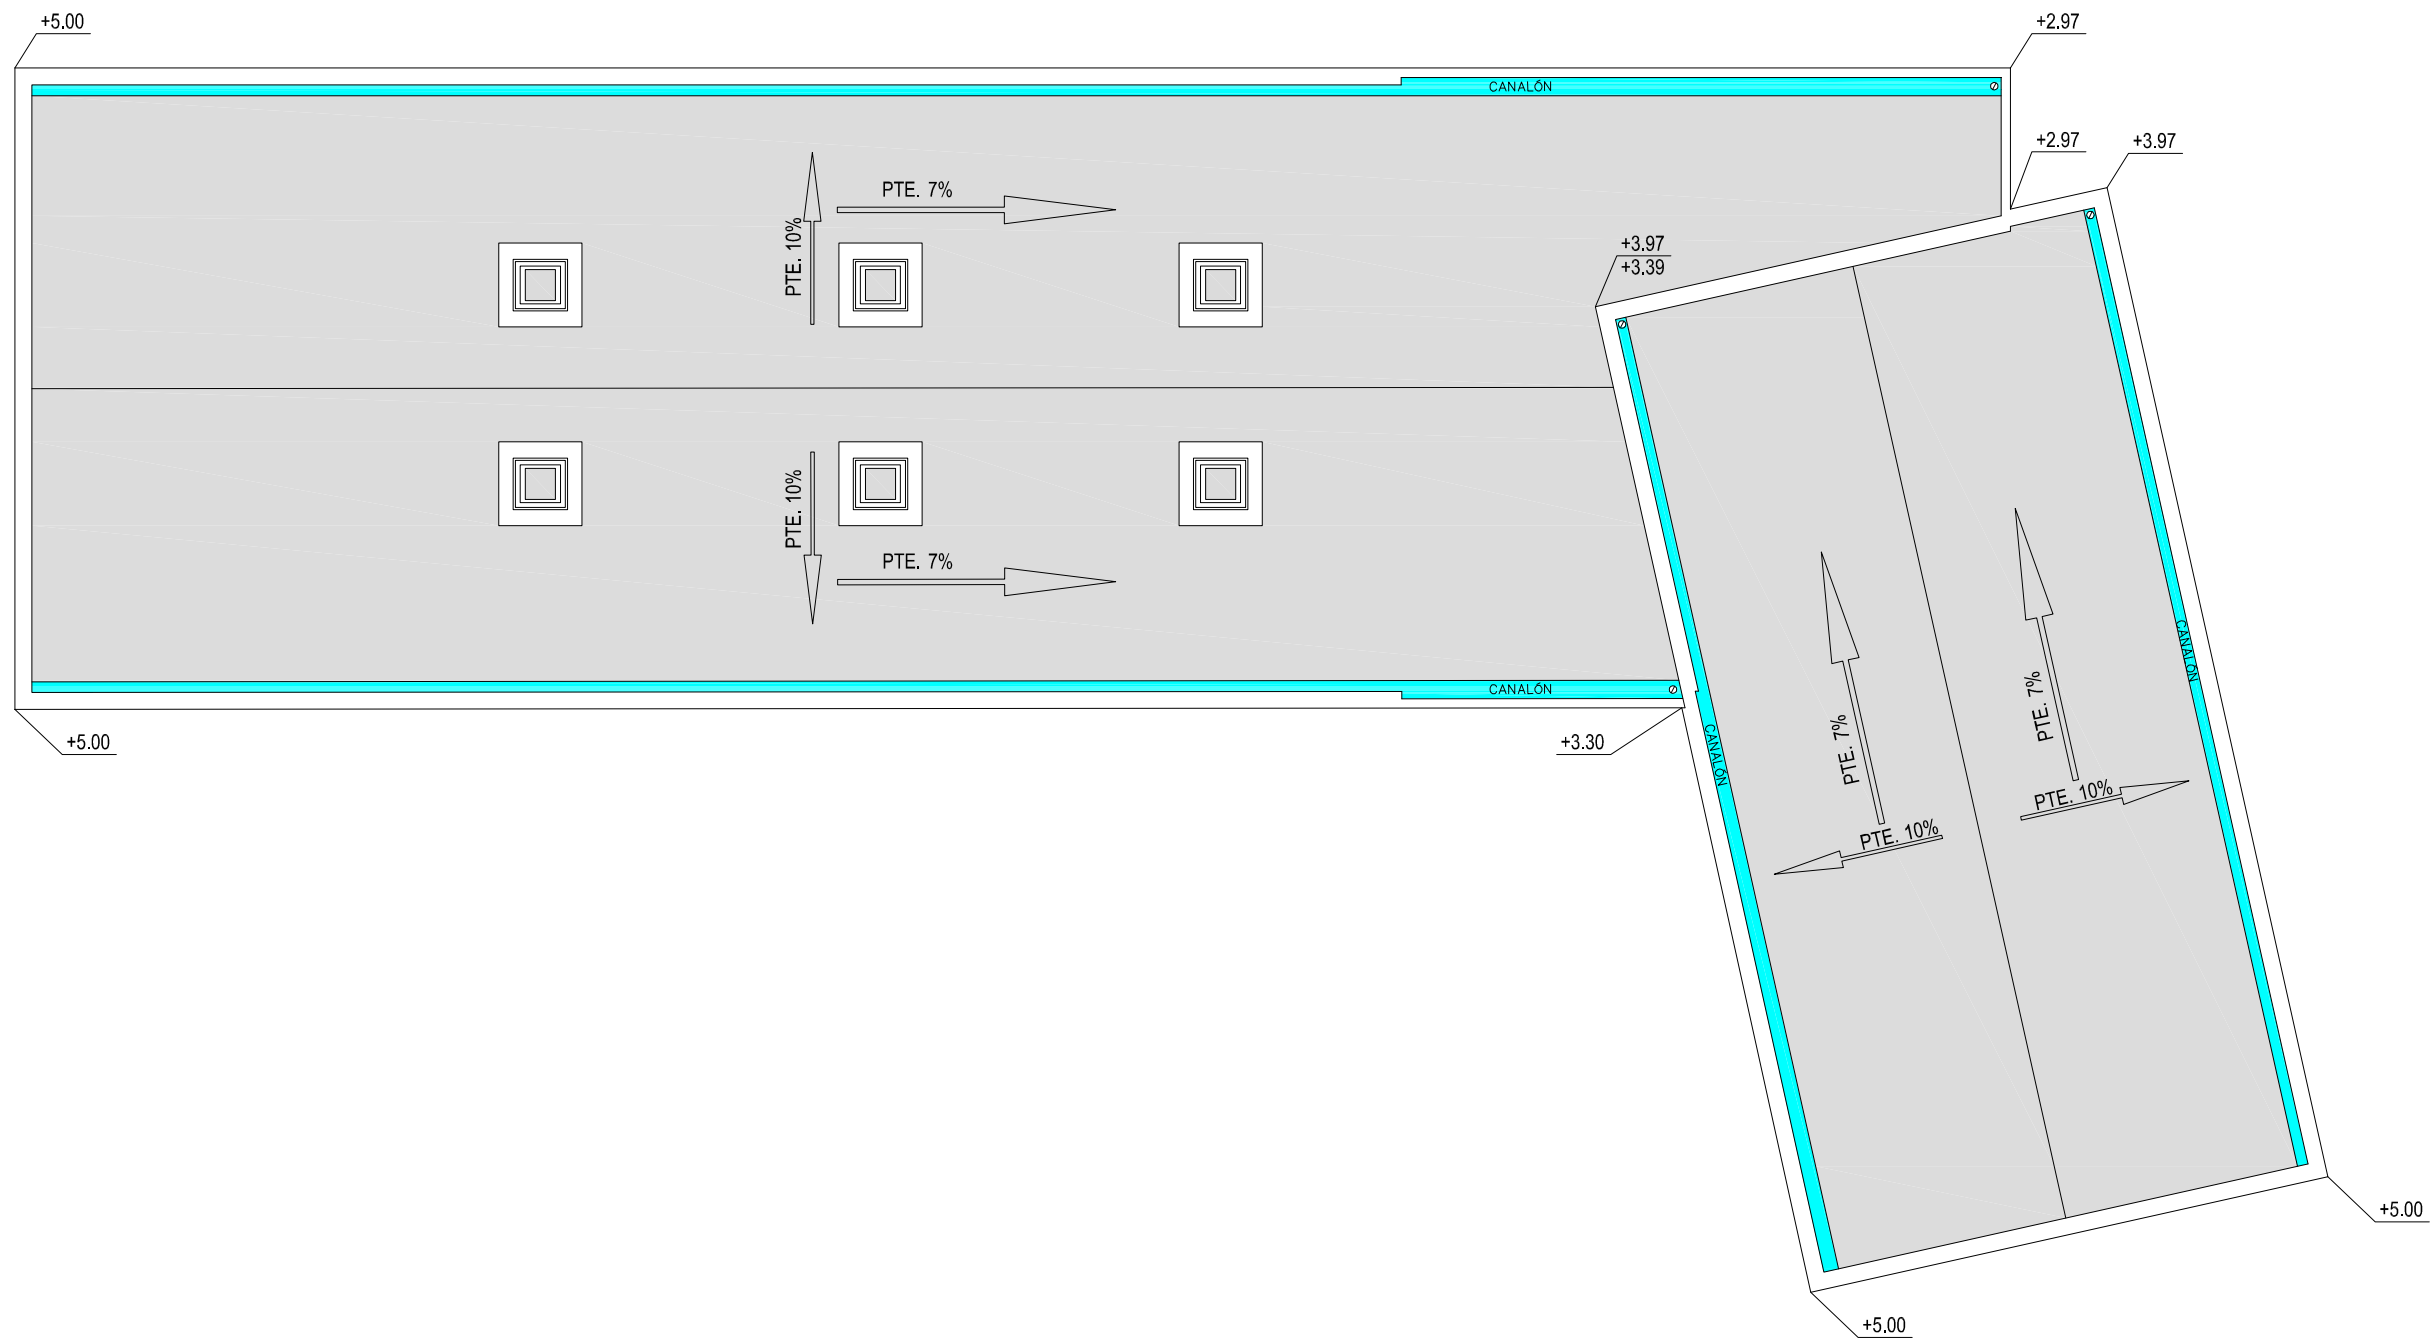 +5.00
+2.97
CANALÓN
+2.97
+3.97
PTE. 7%
PTE. 10%
+3.97
+3.39
PTE. 10%
PTE. 7%
CANALÓN
CANALÓN
CANALÓN
PTE. 7%
PTE. 7%
PTE. 10%
PTE. 10%
+5.00
+3.30
+5.00
+5.00